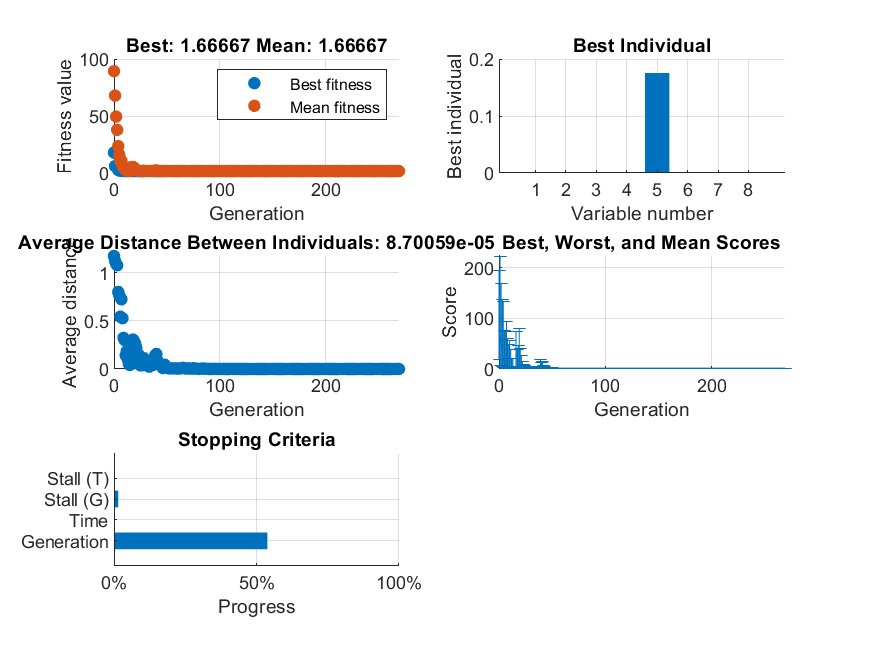 Best: 1.66667 Mean: 1.66667
Fitness value
100
50
0
Best fitness
Mean fitness
0 100 200
Generation
Best Individual
Best individual
0.2
0.1
0
1 2 3 4 5 6 7 8
Variable number
Average Distance Between Individuals: 8.70059e-05
Average distance
1
0.5
0
0 100 200
Generation
Best, Worst, and Mean Scores
Score
200
100
0
0 100 200
Generation
Stopping Criteria
Stall (T)
Stall (G)
Time
Generation
0% 50% 100%
Progress